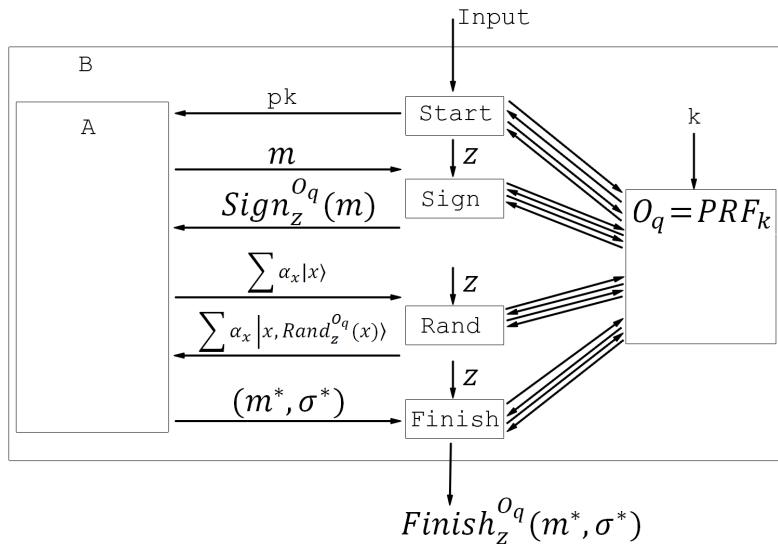 Input
B
A
pk
Start
k
z
m
Sign
Sign_z^{O_q}(m)
O_q = PRF_k
∑ α_x|x⟩
z
Rand
∑ α_x |x, Rand_z^{O_q}(x)⟩
z
(m*, σ*)
Finish
Finish_z^{O_q}(m*, σ*)